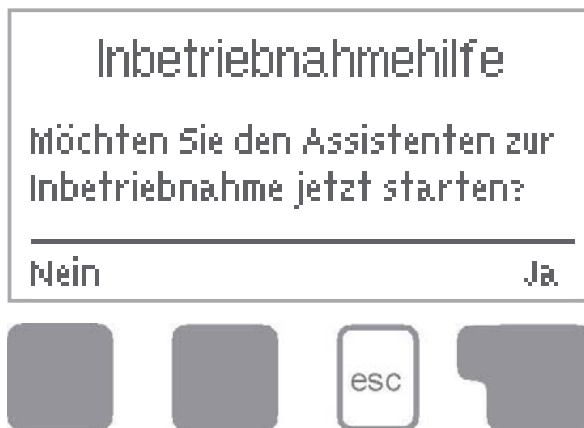 Inbetriebnahmehilfe
Möchten Sie den Assistenten zur
Inbetriebnahme jetzt starten?
Nein Ja
esc